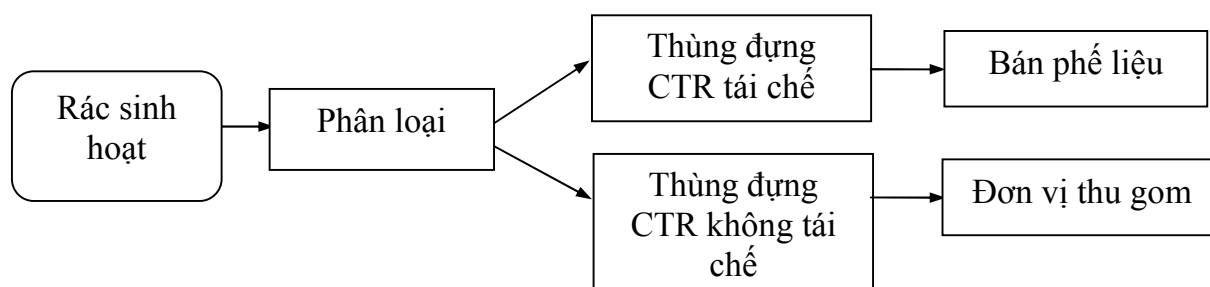 Rác sinh
hoạt
Phân loại
Thùng đựng
CTR tái chế
Bán phế liệu
Thùng đựng
CTR không tái
chế
Đơn vị thu gom